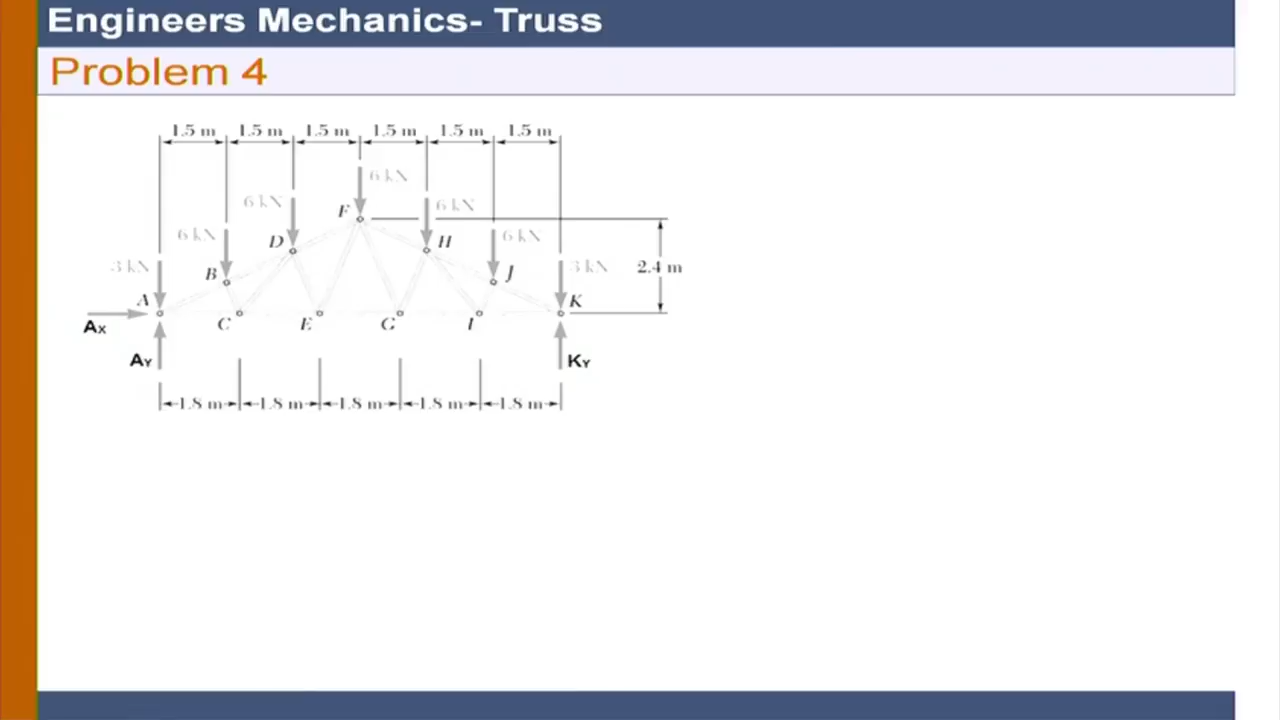 Engineers Mechanics- Truss
Problem 4
1.5 m 1.5 m 1.5 m 1.5 m 1.5 m 1.5 m
6 kN
6 kN 6 kN
F
6 kN D H 6 kN
3 kN B J 3 kN 2.4 m
A K
AX C E G I
AY KY
1.8 m 1.8 m 1.8 m 1.8 m 1.8 m